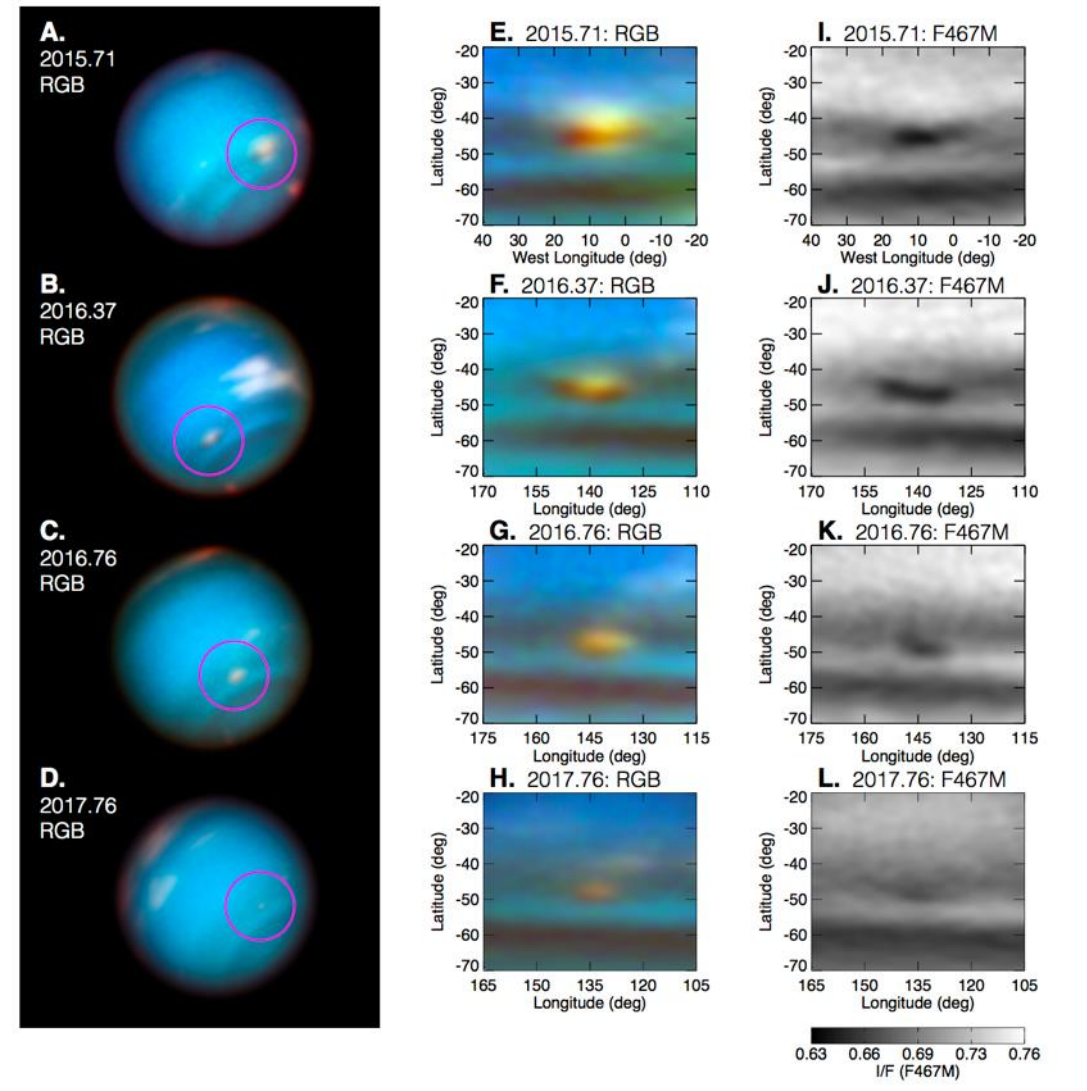 A.
2015.71
RGB
B.
2016.37
RGB
C.
2016.76
RGB
D.
2017.76
RGB
E. 2015.71: RGB
-20
-30
-40
-50
-60
-70
Latitude (deg)
40 30 20 10 0 -10 -20
West Longitude (deg)
F. 2016.37: RGB
-20
-30
-40
-50
-60
-70
Latitude (deg)
170 155 140 125 110
Longitude (deg)
G. 2016.76: RGB
-20
-30
-40
-50
-60
-70
Latitude (deg)
175 160 145 130 115
Longitude (deg)
H. 2017.76: RGB
-20
-30
-40
-50
-60
-70
Latitude (deg)
165 150 135 120 105
Longitude (deg)
I. 2015.71: F467M
-20
-30
-40
-50
-60
-70
Latitude (deg)
40 30 20 10 0 -10 -20
West Longitude (deg)
J. 2016.37: F467M
-20
-30
-40
-50
-60
-70
Latitude (deg)
170 155 140 125 110
Longitude (deg)
K. 2016.76: F467M
-20
-30
-40
-50
-60
-70
Latitude (deg)
175 160 145 130 115
Longitude (deg)
L. 2017.76: F467M
-20
-30
-40
-50
-60
-70
Latitude (deg)
165 150 135 120 105
Longitude (deg)
0.63 0.66 0.69 0.73 0.76
I/F (F467M)